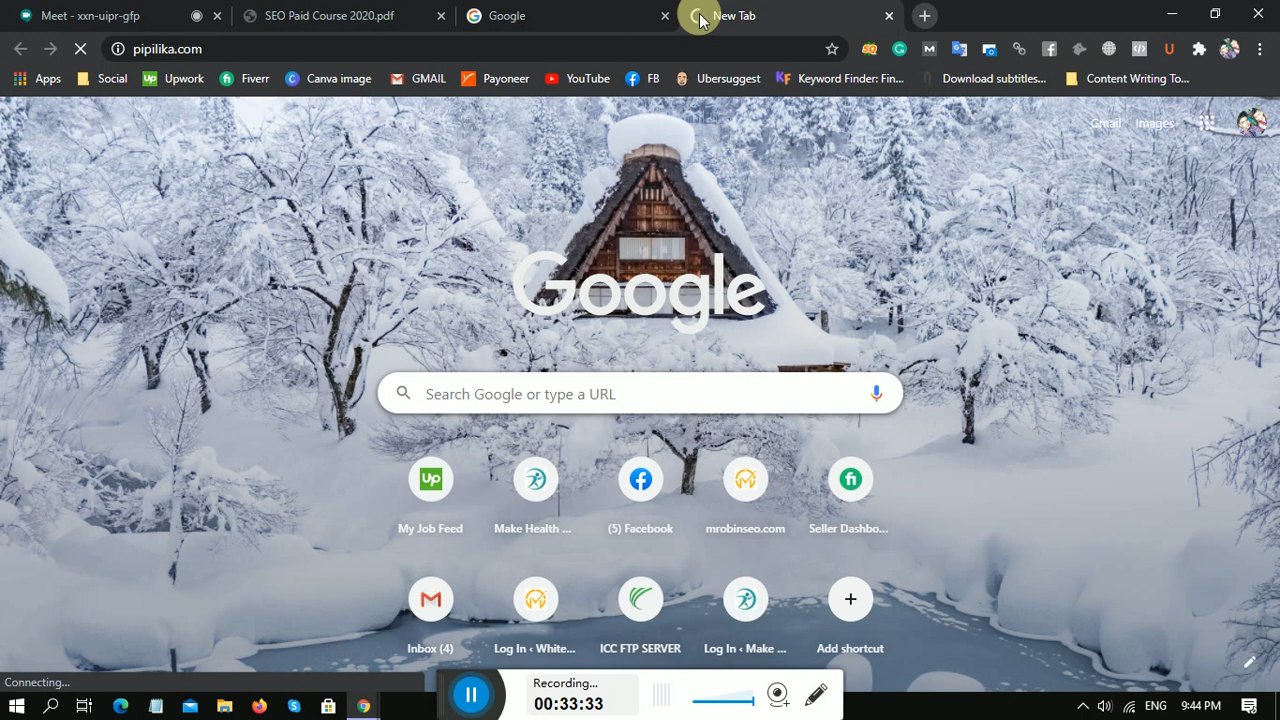 Meet - xxn-uipr-gfp
SEO Paid Course 2020.pdf
Google
New Tab
pipilika.com
Apps
Social
Upwork
Fiverr
Canva image
GMAIL
Payoneer
YouTube
FB
Ubersuggest
Keyword Finder: Fin...
Download subtitles...
Content Writing To...
Gmail Images
Google
Search Google or type a URL
My Job Feed
Make Health ...
(5) Facebook
mrobinseo.com
Seller Dashbo...
Inbox (4)
Log In ‹ White...
ICC FTP SERVER
Log In ‹ Make ...
Add shortcut
Connecting...
Recording...
00:33:33
ENG
9:44 PM